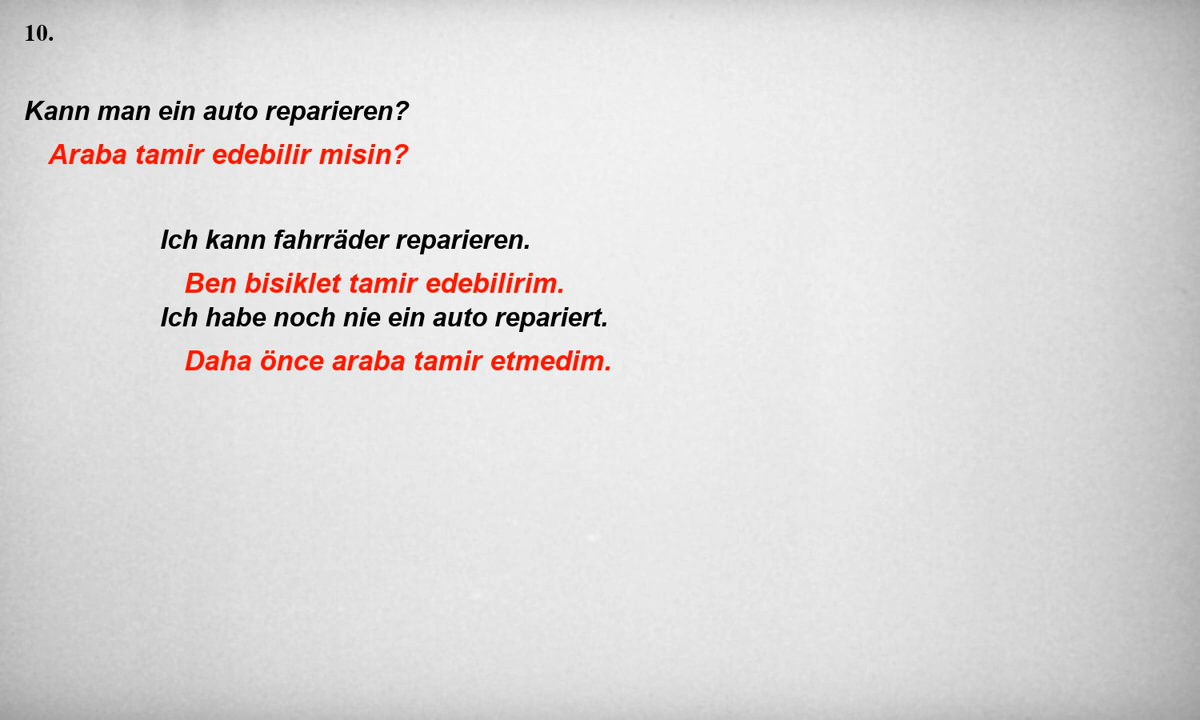 10.
Kann man ein auto reparieren?
Araba tamir edebilir misin?
Ich kann fahrräder reparieren.
Ben bisiklet tamir edebilirim.
Ich habe noch nie ein auto repariert.
Daha önce araba tamir etmedim.